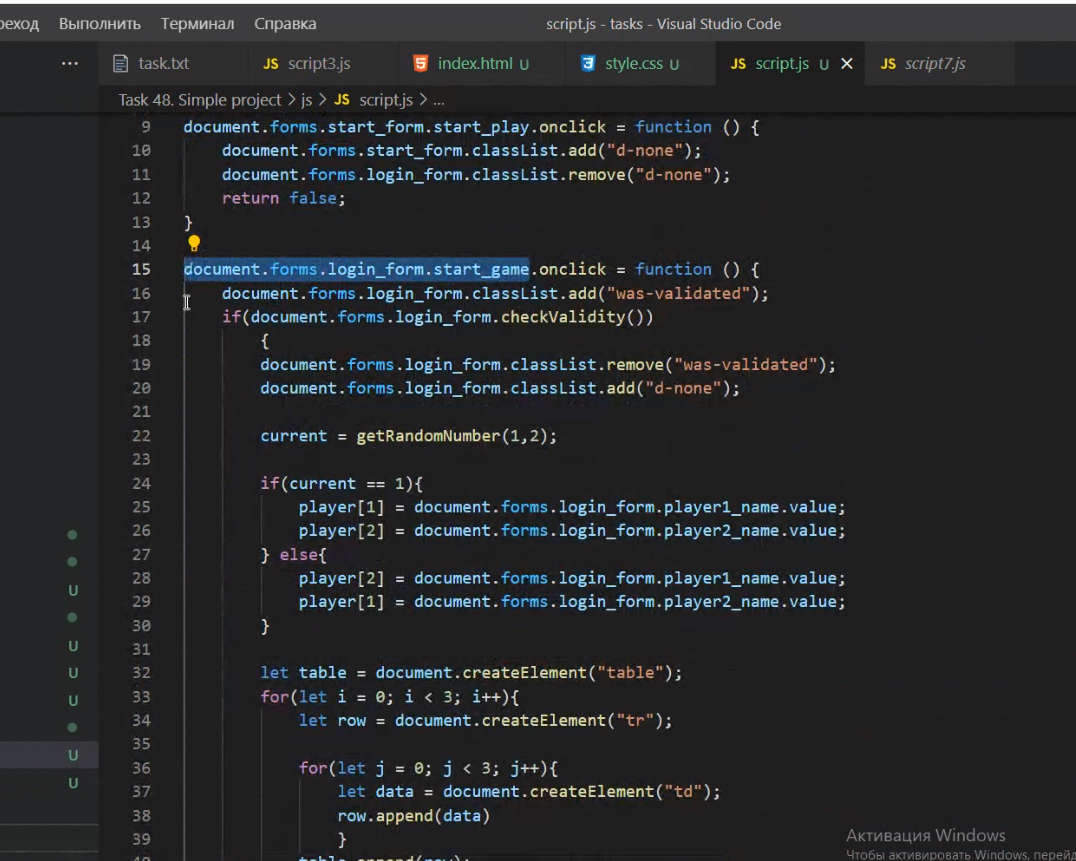 реход Выполнить Терминал Справка script.js - tasks - Visual Studio Code
... task.txt JS script3.js index.html U style.css U JS script.js U × JS script7.js
Task 48. Simple project > js > JS script.js > ...
9 document.forms.start_form.start_play.onclick = function () {
10 document.forms.start_form.classList.add("d-none");
11 document.forms.login_form.classList.remove("d-none");
12 return false;
13 }
14
15 document.forms.login_form.start_game.onclick = function () {
16 document.forms.login_form.classList.add("was-validated");
17 if(document.forms.login_form.checkValidity())
18 {
19 document.forms.login_form.classList.remove("was-validated");
20 document.forms.login_form.classList.add("d-none");
21
22 current = getRandomNumber(1,2);
23
24 if(current == 1){
25 player[1] = document.forms.login_form.player1_name.value;
26 player[2] = document.forms.login_form.player2_name.value;
27 } else{
28 player[2] = document.forms.login_form.player1_name.value;
29 player[1] = document.forms.login_form.player2_name.value;
U
30 }
U
31
32 let table = document.createElement("table");
U
33 for(let i = 0; i < 3; i++){
U
34 let row = document.createElement("tr");
35
U
36 for(let j = 0; j < 3; j++){
U
37 let data = document.createElement("td");
38 row.append(data)
39 }
Активация Windows
Чтобы активировать Windows, перейд